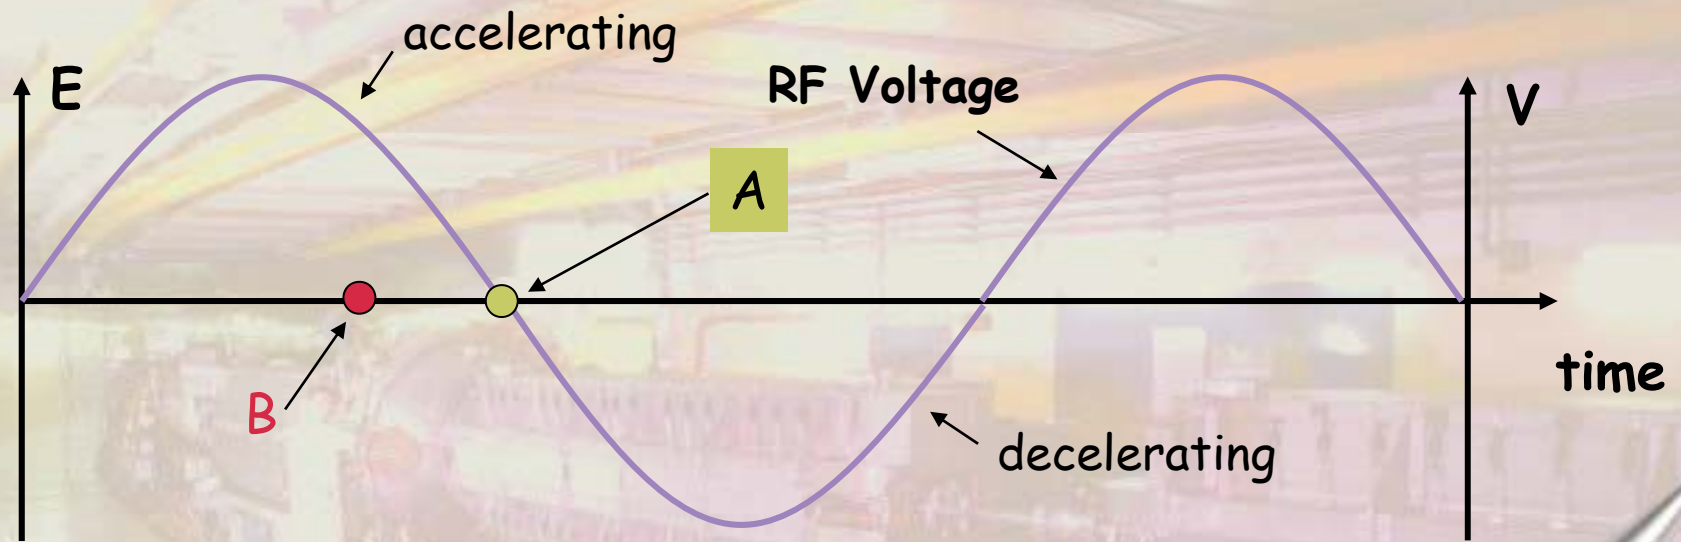 accelerating
E
RF Voltage
V
A
time
B
decelerating